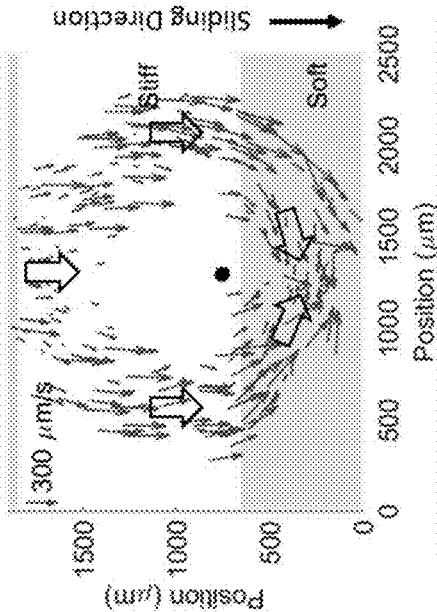 Sliding Direction
300 μm/s
Stiff
Soft
Position (μm)
1500
1000
500
0
0
500
1000
1500
2000
2500
Position (μm)